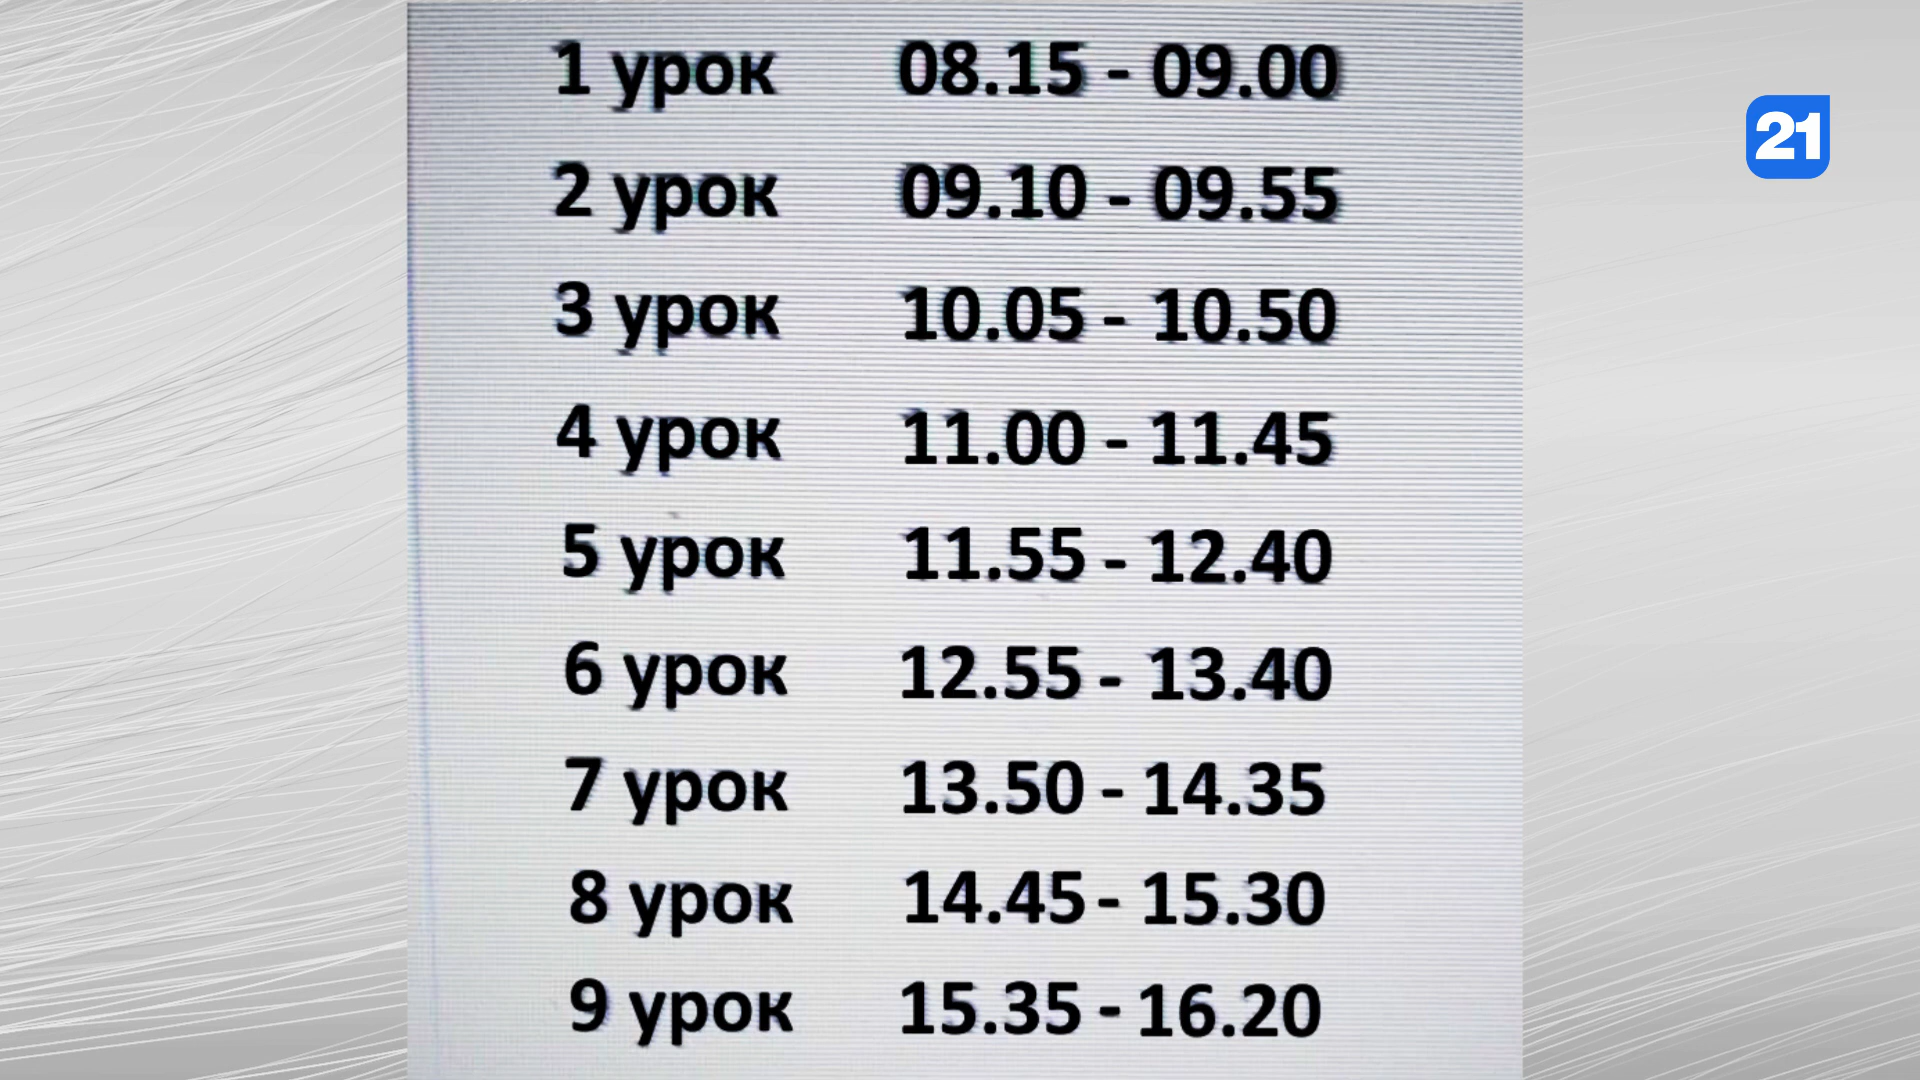 1 урок 08.15 - 09.00
21
2 урок 09.10 - 09.55
3 урок 10.05 - 10.50
4 урок 11.00 - 11.45
5 урок 11.55 - 12.40
6 урок 12.55 - 13.40
7 урок 13.50 - 14.35
8 урок 14.45 - 15.30
9 урок 15.35 - 16.20